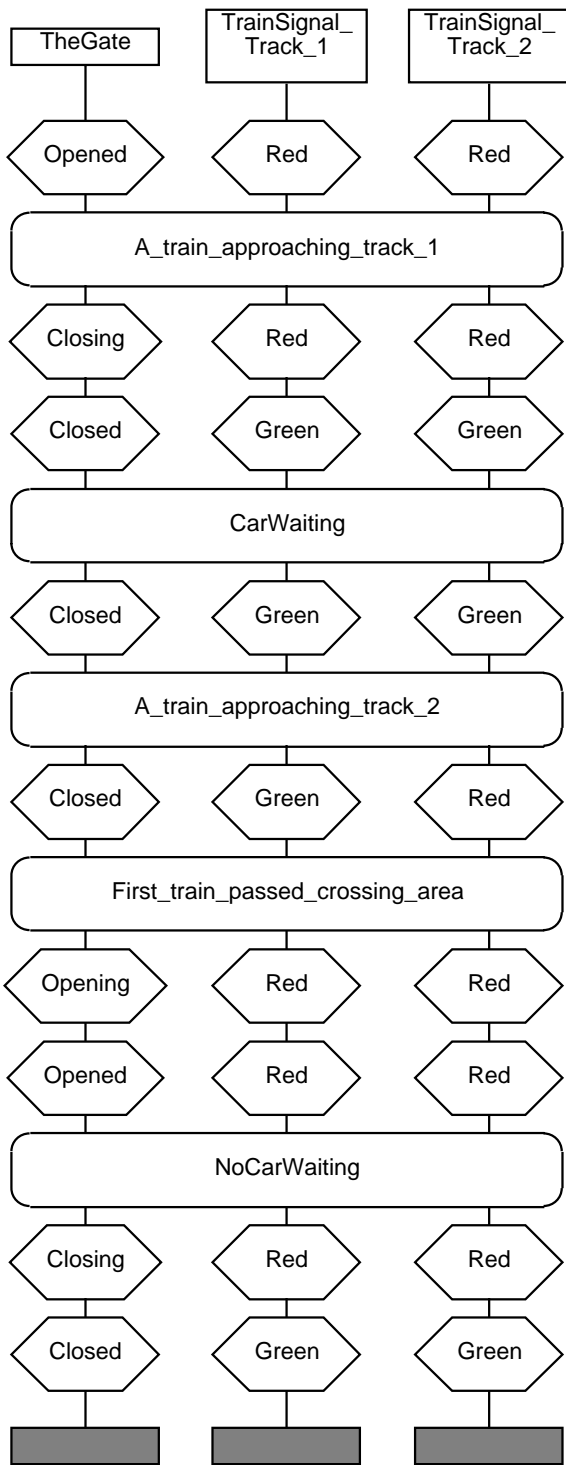 TheGate
TrainSignal_
Track_1
TrainSignal_
Track_2
Opened
Red
Red
A_train_approaching_track_1
Closing
Red
Red
Closed
Green
Green
CarWaiting
Closed
Green
Green
A_train_approaching_track_2
Closed
Green
Red
First_train_passed_crossing_area
Opening
Red
Red
Opened
Red
Red
NoCarWaiting
Closing
Red
Red
Closed
Green
Green